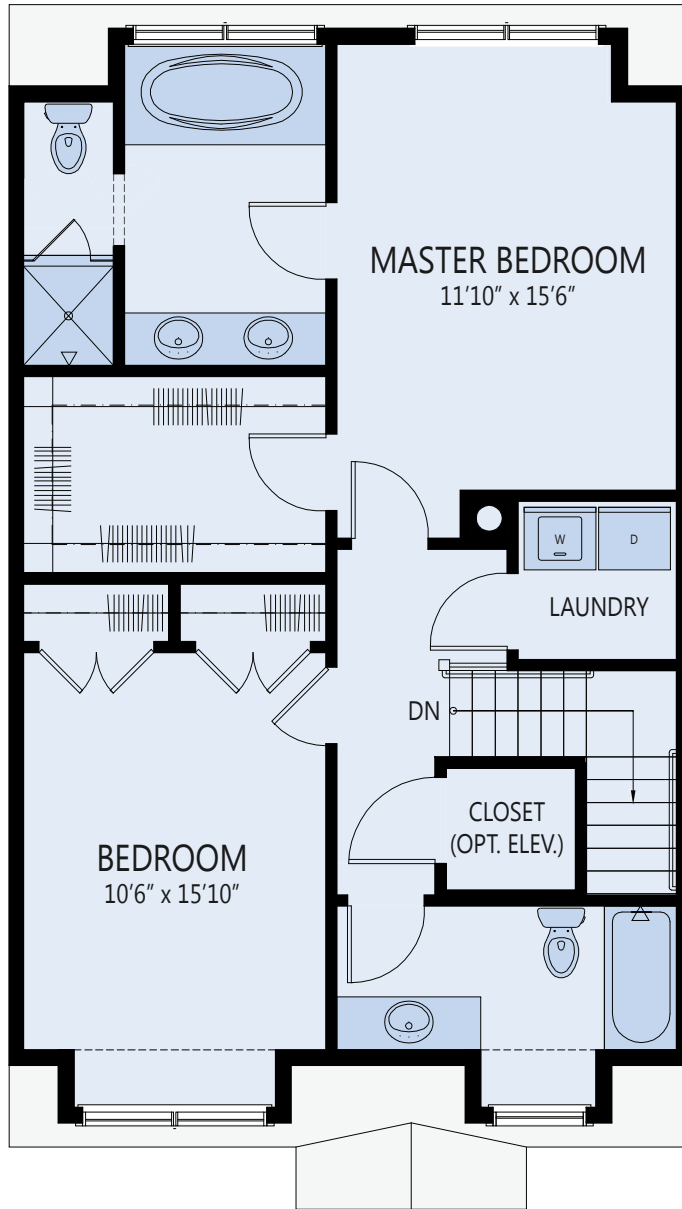 MASTER BEDROOM
11'10” x 15'6”
W
D
LAUNDRY
DN
CLOSET
(OPT. ELEV.)
BEDROOM
10'6” x 15'10”